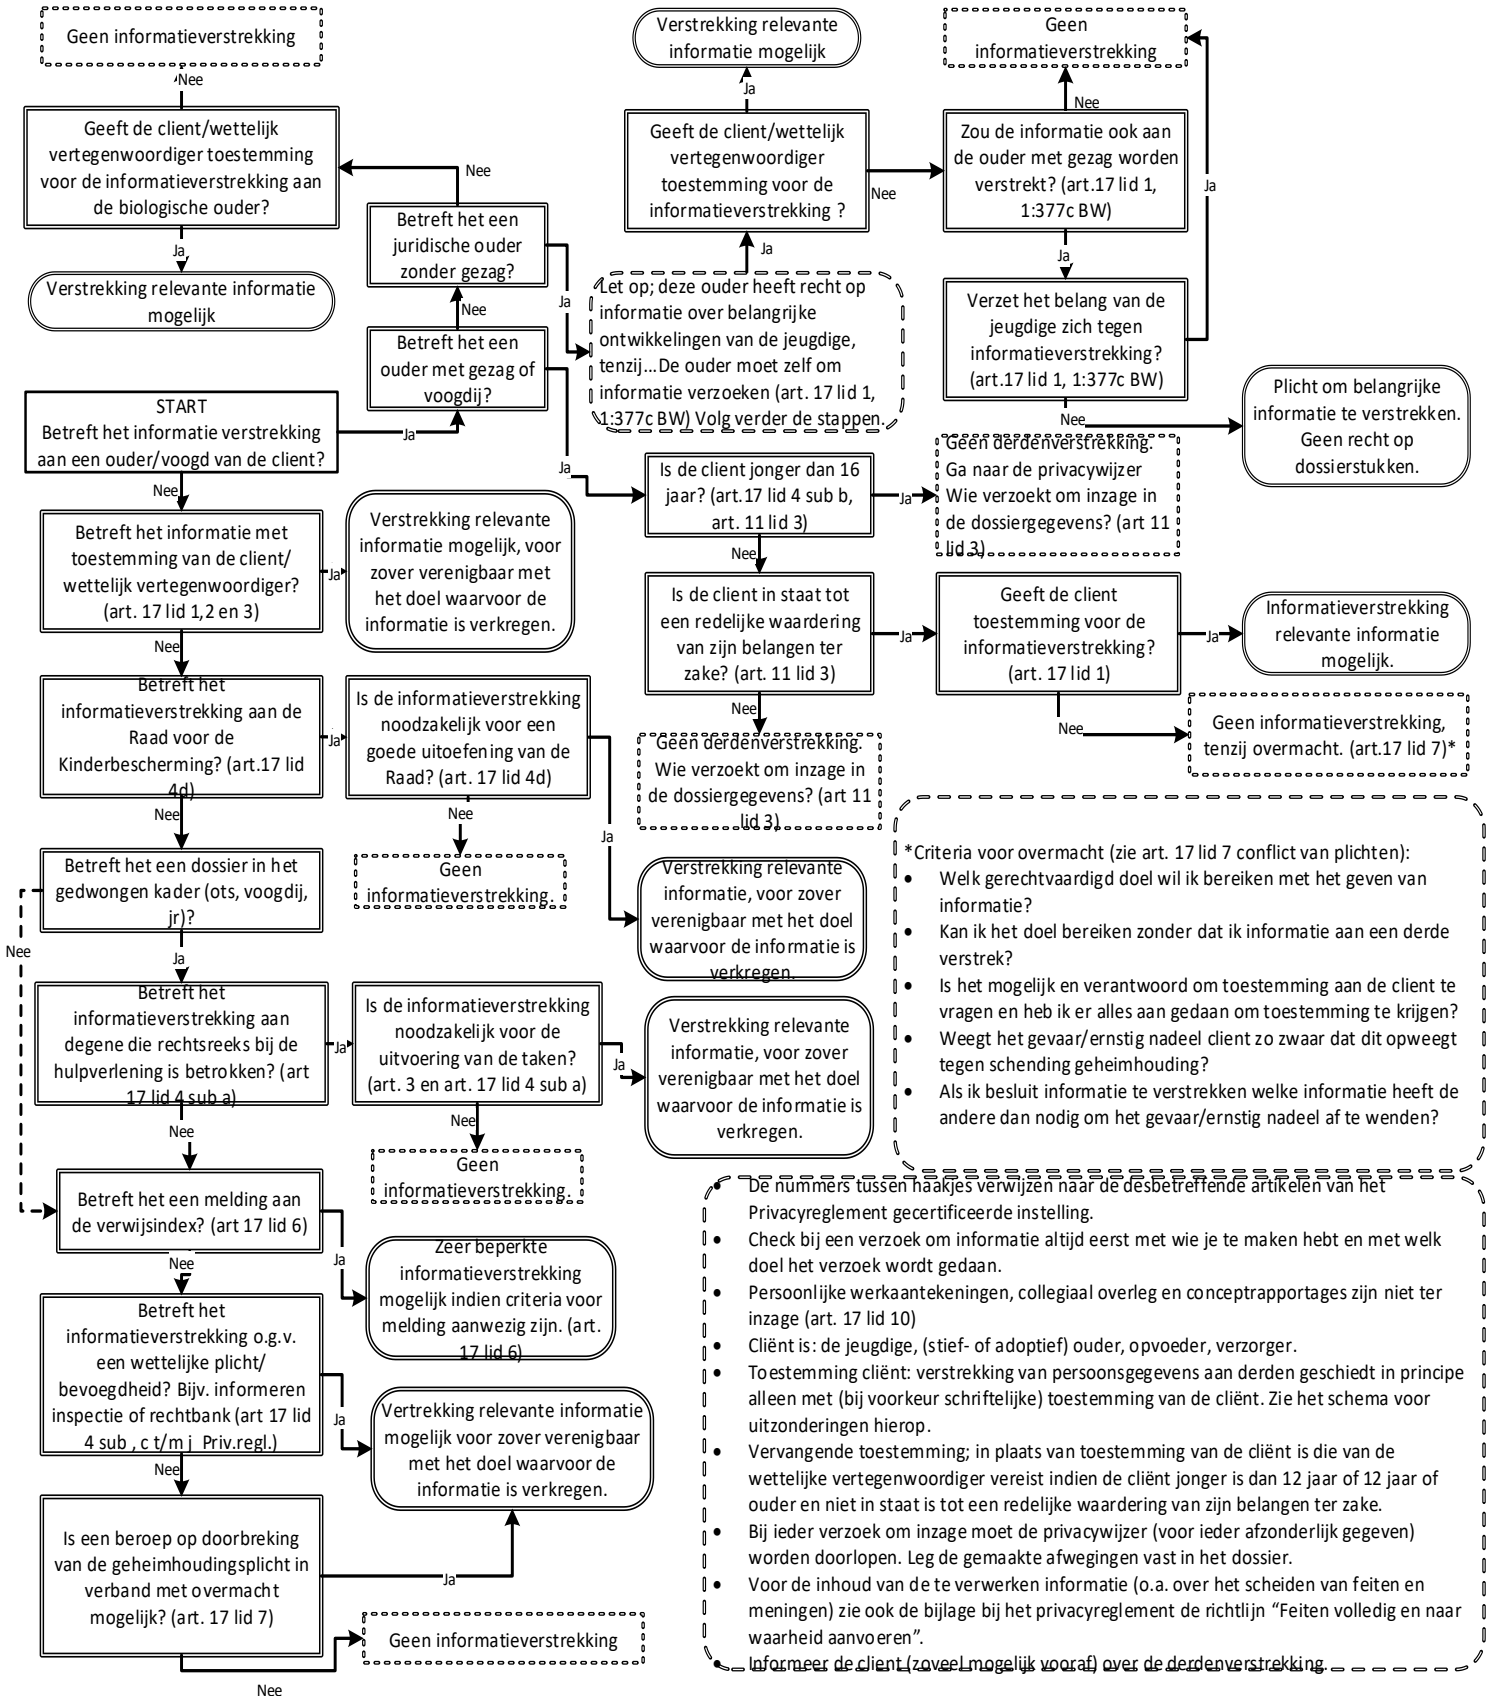 Geen informatieverstrekking
Nee
Geeft de client/wettelijk
vertegenwoordiger toestemming
voor de informatieverstrekking aan
de biologische ouder?
Ja
Verstrekking relevante informatie
mogelijk
Nee
Betreft het een
juridische ouder
zonder gezag?
Ja
Nee
Betreft het een
ouder met gezag of
voogdij?
Ja
START
Betreft het informatie verstrekking
aan een ouder/voogd van de client?
Ja
Nee
Verstrekking relevante
informatie mogelijk
Ja
Geeft de client/wettelijk
vertegenwoordiger
toestemming voor de
informatieverstrekking ?
Nee
Ja
Let op; deze ouder heeft recht op
informatie over belangrijke
ontwikkelingen van de jeugdige,
tenzij...De ouder moet zelf om
informatie verzoeken (art. 17 lid 1,
1:377c BW) Volg verder de stappen.
Geen
informatieverstrekking
Nee
Zou de informatie ook aan
de ouder met gezag worden
verstrekt? (art.17 lid 1,
1:377c BW)
Ja
Ja
Verzet het belang van de
jeugdige zich tegen
informatieverstrekking?
(art.17 lid 1, 1:377c BW)
Nee
Plicht om belangrijke
informatie te verstrekken.
Geen recht op
dossierstukken.
Is de client jonger dan 16
jaar? (art.17 lid 4 sub b,
art. 11 lid 3)
Ja
Geen derdenverstrekking.
Ga naar de privacywijzer
Wie verzoekt om inzage in
de dossiergegevens? (art 11
lid 3)
Nee
Is de client in staat tot
een redelijke waardering
van zijn belangen ter
zake? (art. 11 lid 3)
Ja
Geeft de client
toestemming voor de
informatieverstrekking?
(art. 17 lid 1)
Ja
Informatieverstrekking
relevante informatie
mogelijk.
Nee
Geen derdenverstrekking.
Wie verzoekt om inzage in
de dossiergegevens? (art 11
lid 3)
Nee
Geen informatieverstrekking,
tenzij overmacht. (art.17 lid 7)*
Betreft het informatie met
toestemming van de client/
wettelijk vertegenwoordiger?
(art. 17 lid 1,2 en 3)
Ja
Verstrekking relevante
informatie mogelijk, voor
zover verenigbaar met
het doel waarvoor de
informatie is verkregen.
Nee
Betreft het
informatieverstrekking aan de
Raad voor de
Kinderbescherming? (art.17 lid
4d)
Ja
Is de informatieverstrekking
noodzakelijk voor een
goede uitoefening van de
Raad? (art. 17 lid 4d)
Ja
Nee
Geen
informatieverstrekking.
Verstrekking relevante
informatie, voor zover
verenigbaar met het doel
waarvoor de informatie is
verkregen.
Nee
Betreft het een dossier in het
gedwongen kader (ots, voogdij,
jr)?
Nee
Ja
Betreft het
informatieverstrekking aan
degene die rechtsreeks bij de
hulpverlening is betrokken? (art
17 lid 4 sub a)
Ja
Is de informatieverstrekking
noodzakelijk voor de
uitvoering van de taken?
(art. 3 en art. 17 lid 4 sub a)
Ja
Verstrekking relevante
informatie, voor zover
verenigbaar met het doel
waarvoor de informatie is
verkregen.
Nee
Geen
informatieverstrekking.
Nee
Betreft het een melding aan
de verwijsindex? (art 17 lid 6)
Ja
Zeer beperkte
informatieverstrekking
mogelijk indien criteria voor
melding aanwezig zijn. (art.
17 lid 6)
Nee
Betreft het
informatieverstrekking o.g.v.
een wettelijke plicht/
bevoegdheid? Bijv. informeren
inspectie of rechtbank (art 17 lid
4 sub , c t/m j Priv.regl.)
Ja
Vertrekking relevante informatie
mogelijk voor zover verenigbaar
met het doel waarvoor de
informatie is verkregen.
Nee
Is een beroep op doorbreking
van de geheimhoudingsplicht in
verband met overmacht
mogelijk? (art. 17 lid 7)
Ja
Geen informatieverstrekking
Nee
*Criteria voor overmacht (zie art. 17 lid 7 conflict van plichten):
• Welk gerechtvaardigd doel wil ik bereiken met het geven van
informatie?
• Kan ik het doel bereiken zonder dat ik informatie aan een derde
verstrek?
• Is het mogelijk en verantwoord om toestemming aan de client te
vragen en heb ik er alles aan gedaan om toestemming te krijgen?
• Weegt het gevaar/ernstig nadeel client zo zwaar dat dit opweegt
tegen schending geheimhouding?
• Als ik besluit informatie te verstrekken welke informatie heeft de
andere dan nodig om het gevaar/ernstig nadeel af te wenden?
• De nummers tussen haakjes verwijzen naar de desbetreffende artikelen van het
Privacyreglement gecertificeerde instelling.
• Check bij een verzoek om informatie altijd eerst met wie je te maken hebt en met welk
doel het verzoek wordt gedaan.
• Persoonlijke werkaantekeningen, collegiaal overleg en conceptrapportages zijn niet ter
inzage (art. 17 lid 10)
• Cliënt is: de jeugdige, (stief- of adoptief) ouder, opvoeder, verzorger.
• Toestemming cliënt: verstrekking van persoonsgegevens aan derden geschiedt in principe
alleen met (bij voorkeur schriftelijke) toestemming van de cliënt. Zie het schema voor
uitzonderingen hierop.
• Vervangende toestemming; in plaats van toestemming van de cliënt is die van de
wettelijke vertegenwoordiger vereist indien de cliënt jonger is dan 12 jaar of 12 jaar of
ouder en niet in staat is tot een redelijke waardering van zijn belangen ter zake.
• Bij ieder verzoek om inzage moet de privacywijzer (voor ieder afzonderlijk gegeven)
worden doorlopen. Leg de gemaakte afwegingen vast in het dossier.
• Voor de inhoud van de te verwerken informatie (o.a. over het scheiden van feiten en
meningen) zie ook de bijlage bij het privacyreglement de richtlijn “Feiten volledig en naar
waarheid aanvoeren”.
• Informeer de client (zoveel mogelijk vooraf) over de derdenverstrekking.